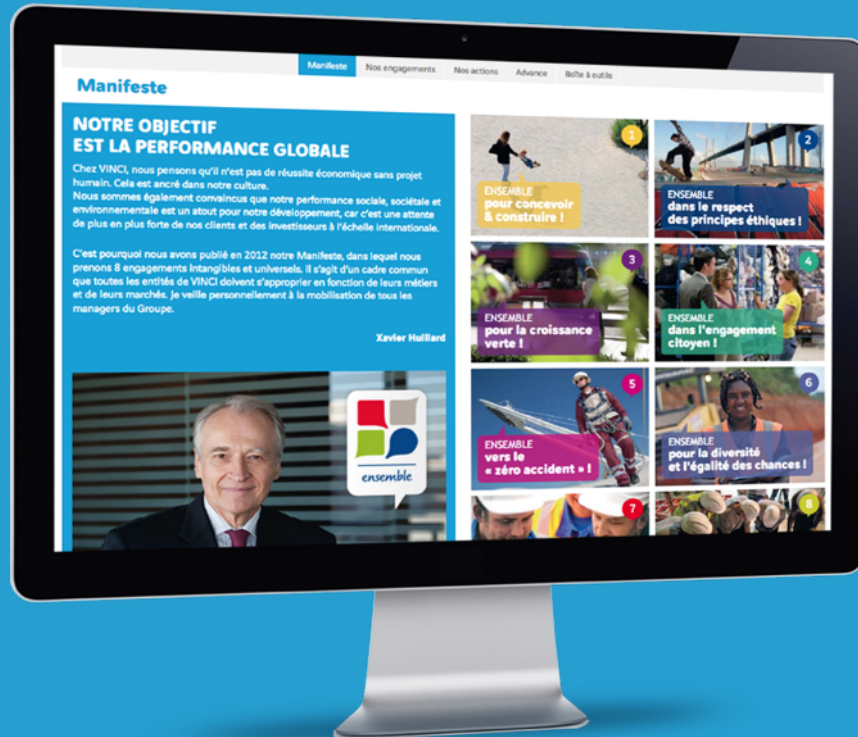 Manifeste
Nos engagements
Nos actions
Advance
Boîte à outils
Manifeste
NOTRE OBJECTIF
EST LA PERFORMANCE GLOBALE
Chez VINCI, nous pensons qu'il n'est pas de réussite économique sans projet
humain. Cela est ancré dans notre culture.
Nous sommes également convaincus que notre performance sociale, sociétale et
environnementale est un atout pour notre développement, car c'est une attente
de plus en plus forte de nos clients et des investisseurs à l'échelle internationale.
C'est pourquoi nous avons publié en 2012 notre Manifeste, dans lequel nous
prenons 8 engagements intangibles et universels. Il s'agit d'un cadre commun
que toutes les entités de VINCI doivent s'approprier en fonction de leurs métiers
et de leurs marchés. Je veille personnellement à la mobilisation de tous les
managers du Groupe.
Xavier Huillard
ensemble
1
ENSEMBLE
pour concevoir
& construire !
2
ENSEMBLE
dans le respect
des principes éthiques !
3
ENSEMBLE
pour la croissance
verte !
4
ENSEMBLE
dans l'engagement
citoyen !
5
ENSEMBLE
vers le
« zéro accident » !
6
ENSEMBLE
pour la diversité
et l'égalité des chances !
7
8